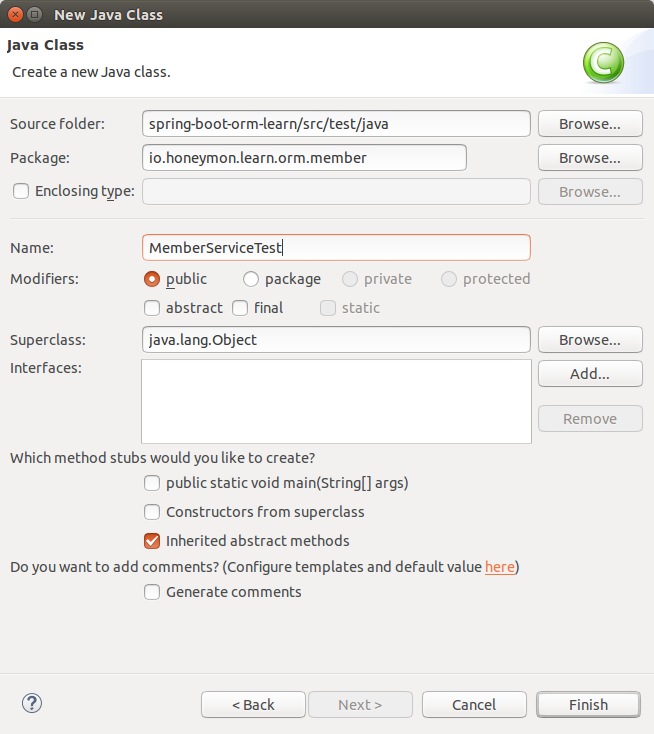 New Java Class
Java Class
Create a new Java class.
C
Source folder: spring-boot-orm-learn/src/test/java Browse...
Package: io.honeymon.learn.orm.member Browse...
Enclosing type: Browse...
Name: MemberServiceTest
Modifiers: public package private protected
abstract final static
Superclass: java.lang.Object Browse...
Interfaces: Add...
Remove
Which method stubs would you like to create?
public static void main(String[] args)
Constructors from superclass
Inherited abstract methods
Do you want to add comments? (Configure templates and default value here)
Generate comments
? < Back Next > Cancel Finish